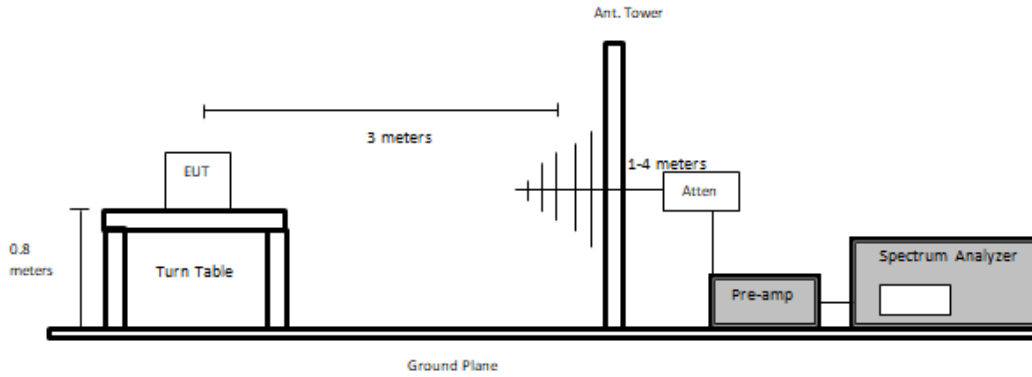 Ant. Tower
3 meters
EUT
1-4 meters
Atten
0.8
meters
Turn Table
Spectrum Analyzer
Pre-amp
Ground Plane